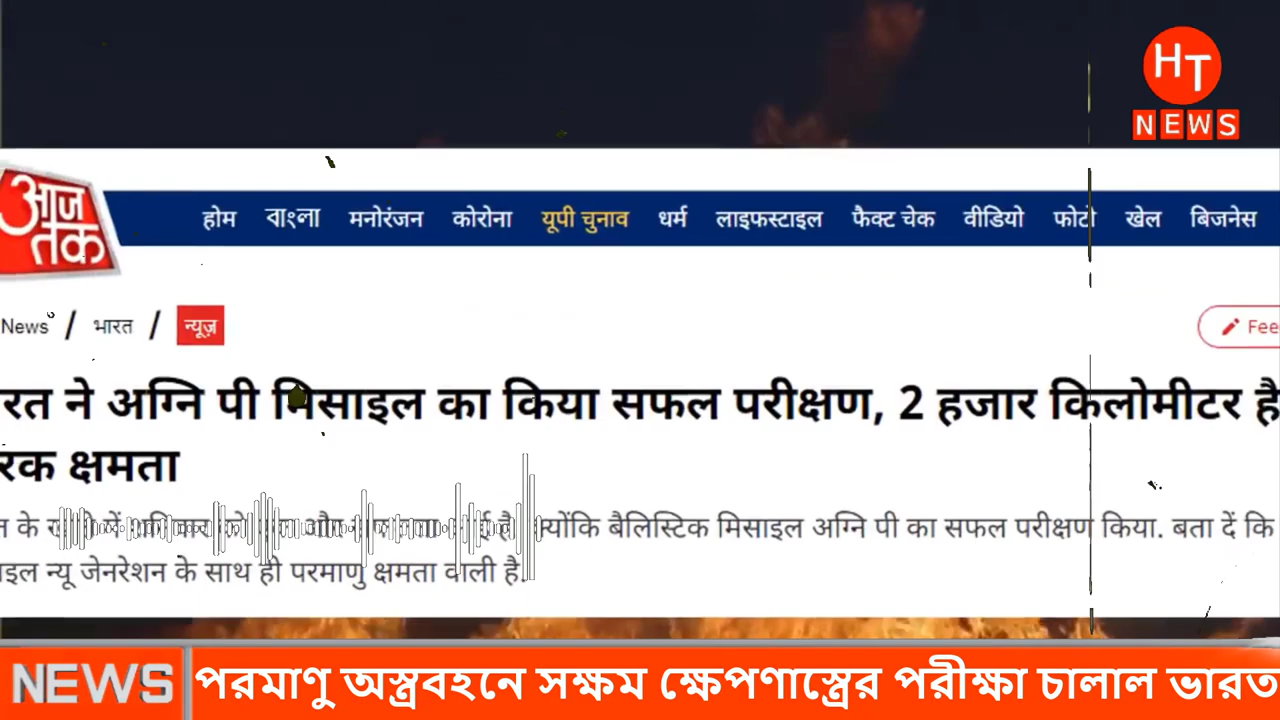 HT
NEWS
आज
तक
होम বাংলা मनोरंजन कोरोना यूपी चुनाव धर्म लाइफस्टाइल फैक्ट चेक वीडियो फोटो खेल बिजनेस
News / भारत / न्यूज़
Fee
रत ने अग्नि पी मिसाइल का किया सफल परीक्षण, 2 हजार किलोमीटर है
रक क्षमता
त के और क्योंकि बैलिस्टिक मिसाइल अग्नि पी का सफल परीक्षण किया. बता दें कि
इल न्यू जेनरेशन के साथ ही परमाणु क्षमता वाली है.
NEWS পরমাণু অস্ত্রবহনে সক্ষম ক্ষেপণাস্ত্রের পরীক্ষা চালাল ভারত